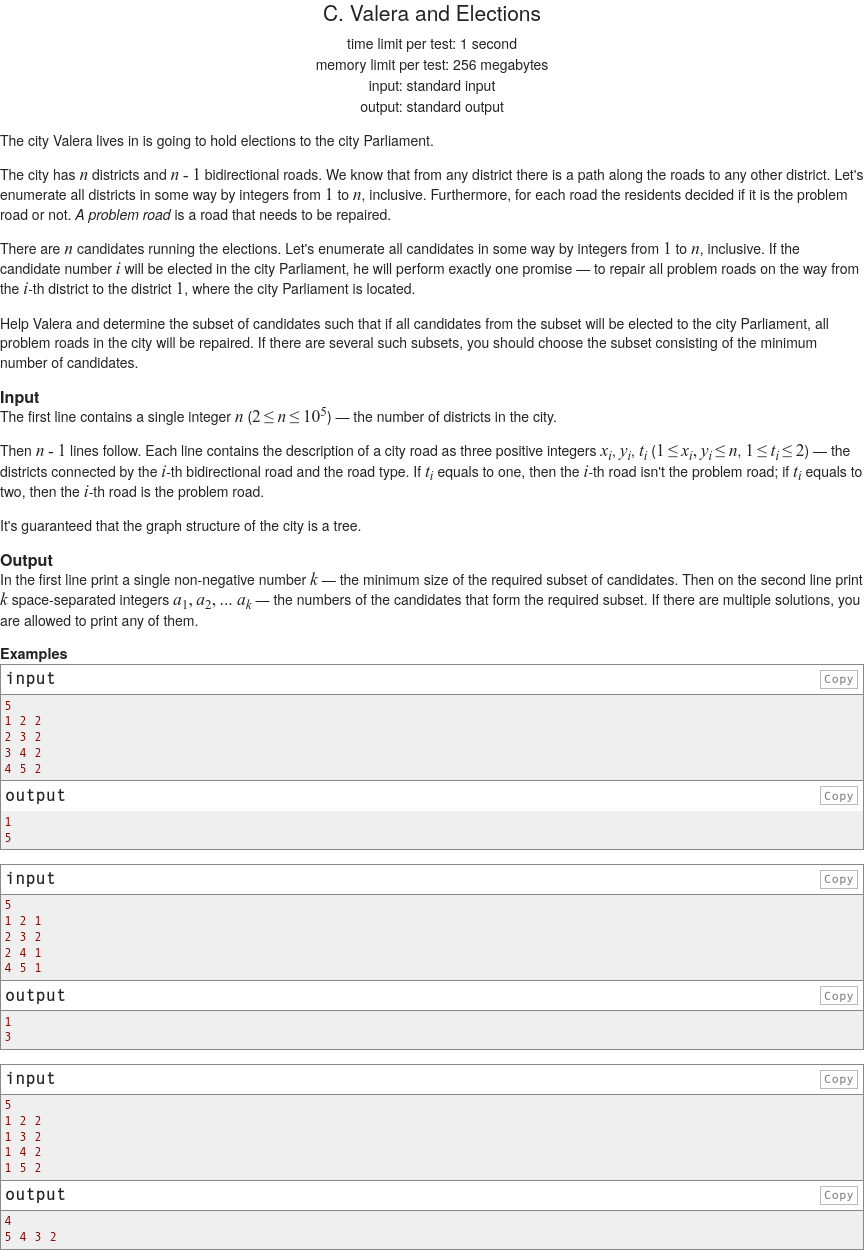 C. Valera and Elections
time limit per test: 1 second
memory limit per test: 256 megabytes
input: standard input
output: standard output
The city Valera lives in is going to hold elections to the city Parliament.
The city has n districts and n - 1 bidirectional roads. We know that from any district there is a path along the roads to any other district. Let's
enumerate all districts in some way by integers from 1 to n, inclusive. Furthermore, for each road the residents decided if it is the problem
road or not. A problem road is a road that needs to be repaired.
There are n candidates running the elections. Let's enumerate all candidates in some way by integers from 1 to n, inclusive. If the
candidate number i will be elected in the city Parliament, he will perform exactly one promise — to repair all problem roads on the way from
the i-th district to the district 1, where the city Parliament is located.
Help Valera and determine the subset of candidates such that if all candidates from the subset will be elected to the city Parliament, all
problem roads in the city will be repaired. If there are several such subsets, you should choose the subset consisting of the minimum
number of candidates.
Input
The first line contains a single integer n (2 ≤ n ≤ 10^5) — the number of districts in the city.
Then n - 1 lines follow. Each line contains the description of a city road as three positive integers x_i, y_i, t_i (1 ≤ x_i, y_i ≤ n, 1 ≤ t_i ≤ 2) — the
districts connected by the i-th bidirectional road and the road type. If t_i equals to one, then the i-th road isn't the problem road; if t_i equals to
two, then the i-th road is the problem road.
It's guaranteed that the graph structure of the city is a tree.
Output
In the first line print a single non-negative number k — the minimum size of the required subset of candidates. Then on the second line print
k space-separated integers a_1, a_2, ... a_k — the numbers of the candidates that form the required subset. If there are multiple solutions, you
are allowed to print any of them.
Examples
input Copy
5
1 2 2
2 3 2
3 4 2
4 5 2
output Copy
1
5
input Copy
5
1 2 1
2 3 2
2 4 1
4 5 1
output Copy
1
3
input Copy
5
1 2 2
1 3 2
1 4 2
1 5 2
output Copy
4
5 4 3 2